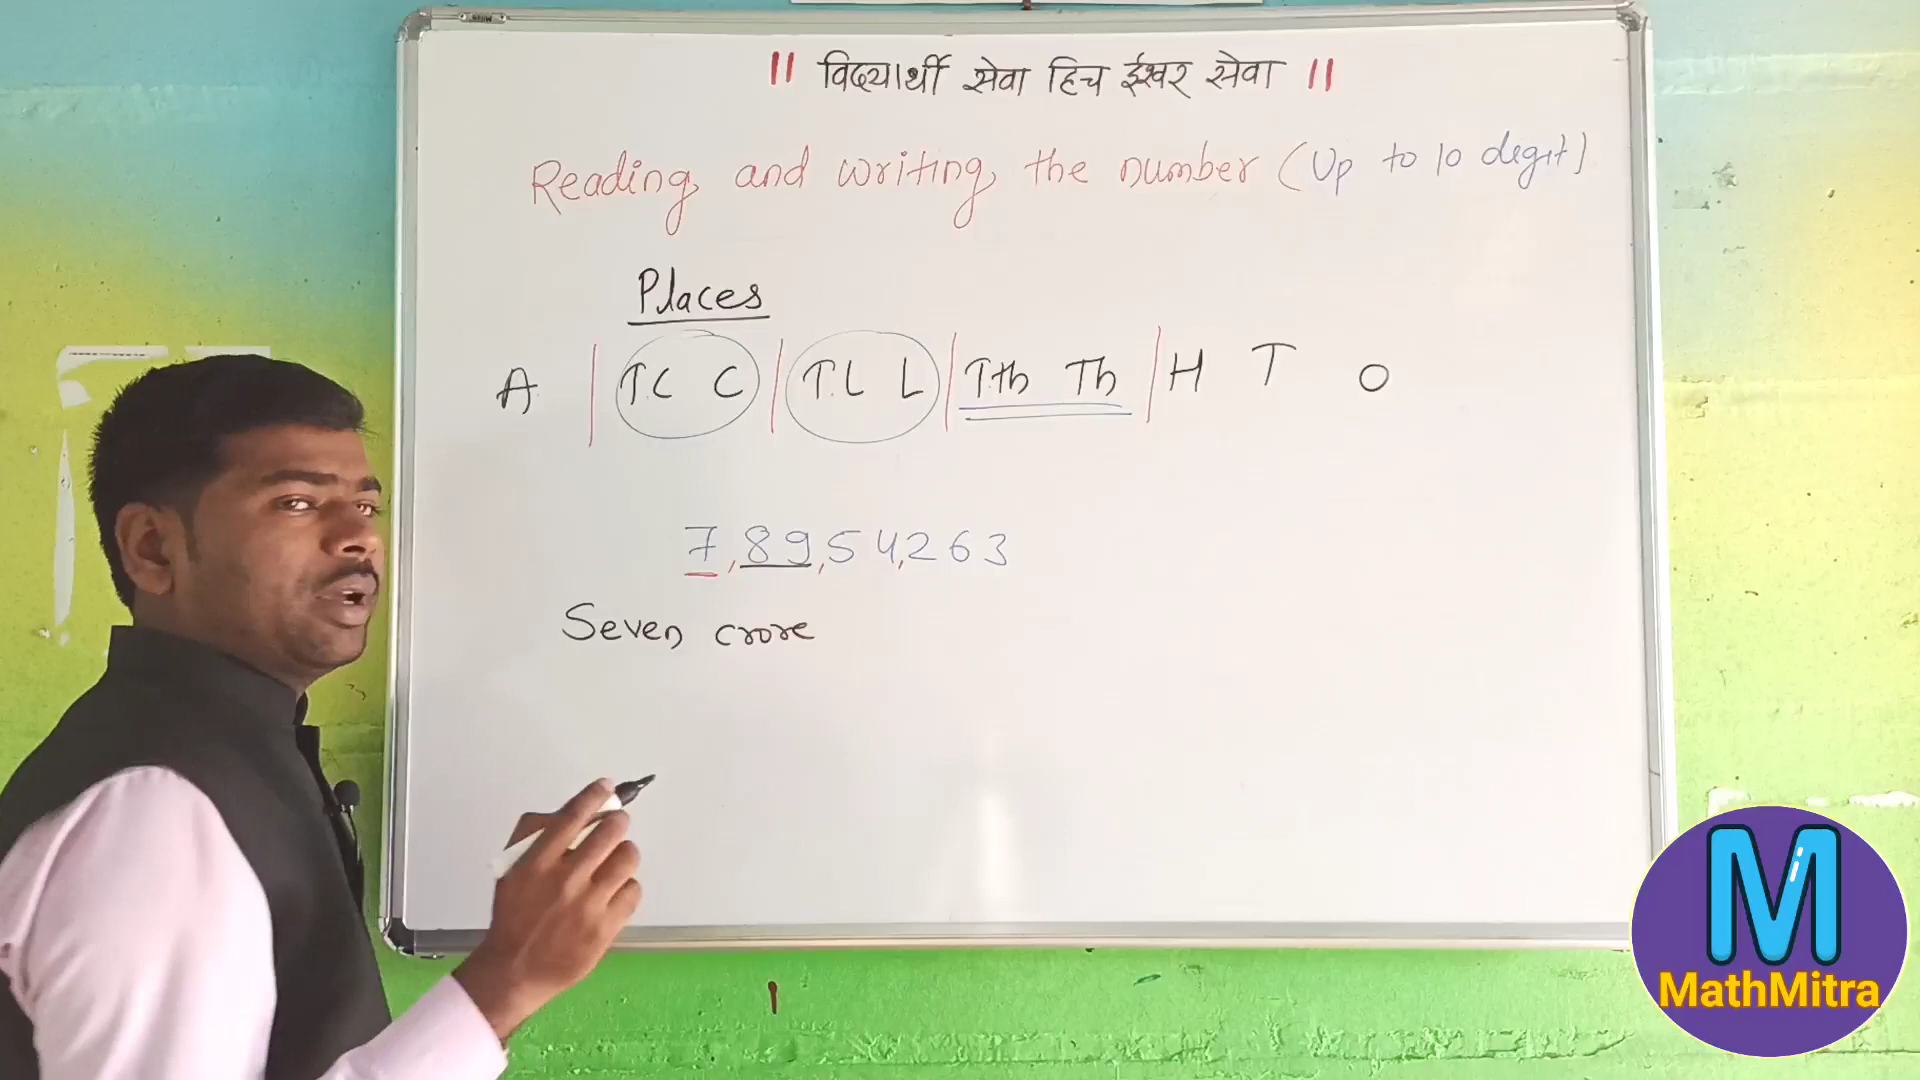 || विद्यार्थी सेवा हिच ईश्वर सेवा ||
Reading and writing the number (Up to 10 degit)
Places
A | T.C C | T.L L | T.th Th | H T O
7,89,54,263
Seven crore
M
MathMitra